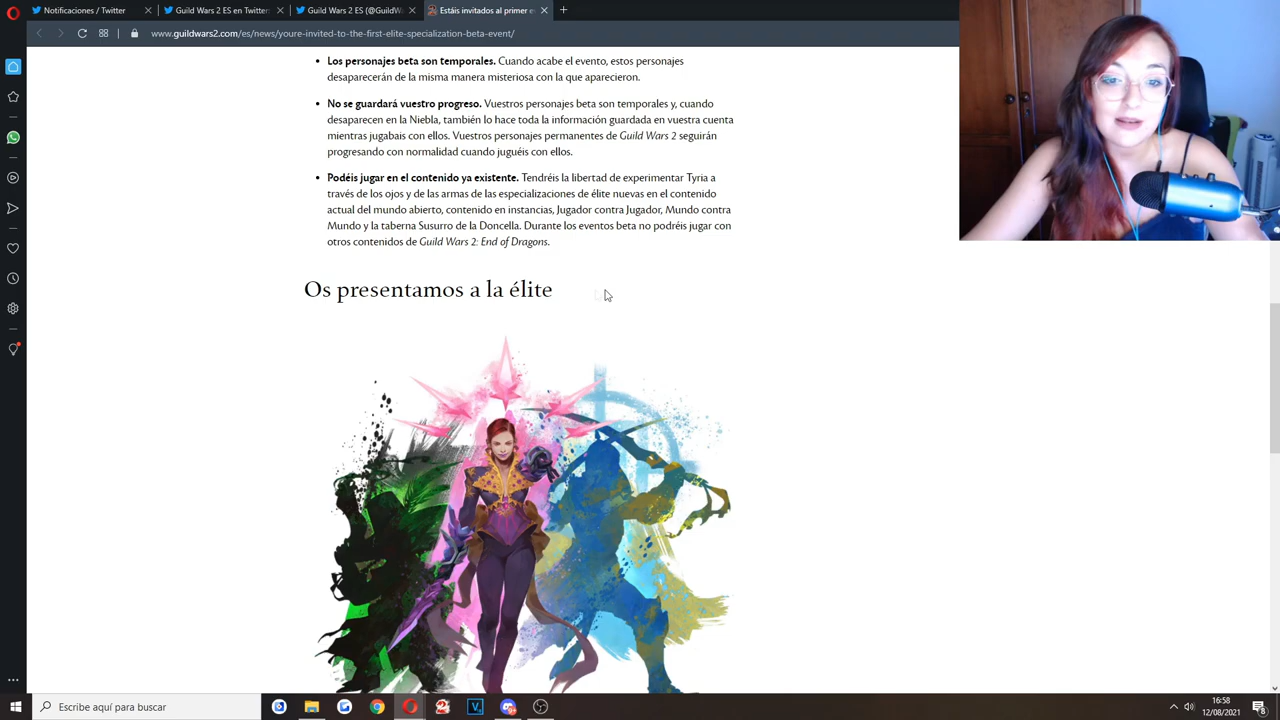 Notificaciones / Twitter
Guild Wars 2 ES en Twitter:
Guild Wars 2 ES (@GuildWa
Estáis invitados al primer e
www.guildwars2.com/es/news/youre-invited-to-the-first-elite-specialization-beta-event/
• Los personajes beta son temporales. Cuando acabe el evento, estos personajes
desaparecerán de la misma manera misteriosa con la que aparecieron.
• No se guardará vuestro progreso. Vuestros personajes beta son temporales y, cuando
desaparecen en la Niebla, también lo hace toda la información guardada en vuestra cuenta
mientras jugabais con ellos. Vuestros personajes permanentes de Guild Wars 2 seguirán
progresando con normalidad cuando juguéis con ellos.
• Podéis jugar en el contenido ya existente. Tendréis la libertad de experimentar Tyria a
través de los ojos y de las armas de las especializaciones de élite nuevas en el contenido
actual del mundo abierto, contenido en instancias, Jugador contra Jugador, Mundo contra
Mundo y la taberna Susurro de la Doncella. Durante los eventos beta no podréis jugar con
otros contenidos de Guild Wars 2: End of Dragons.
Os presentamos a la élite
Escribe aquí para buscar
16:58
12/08/2021
8